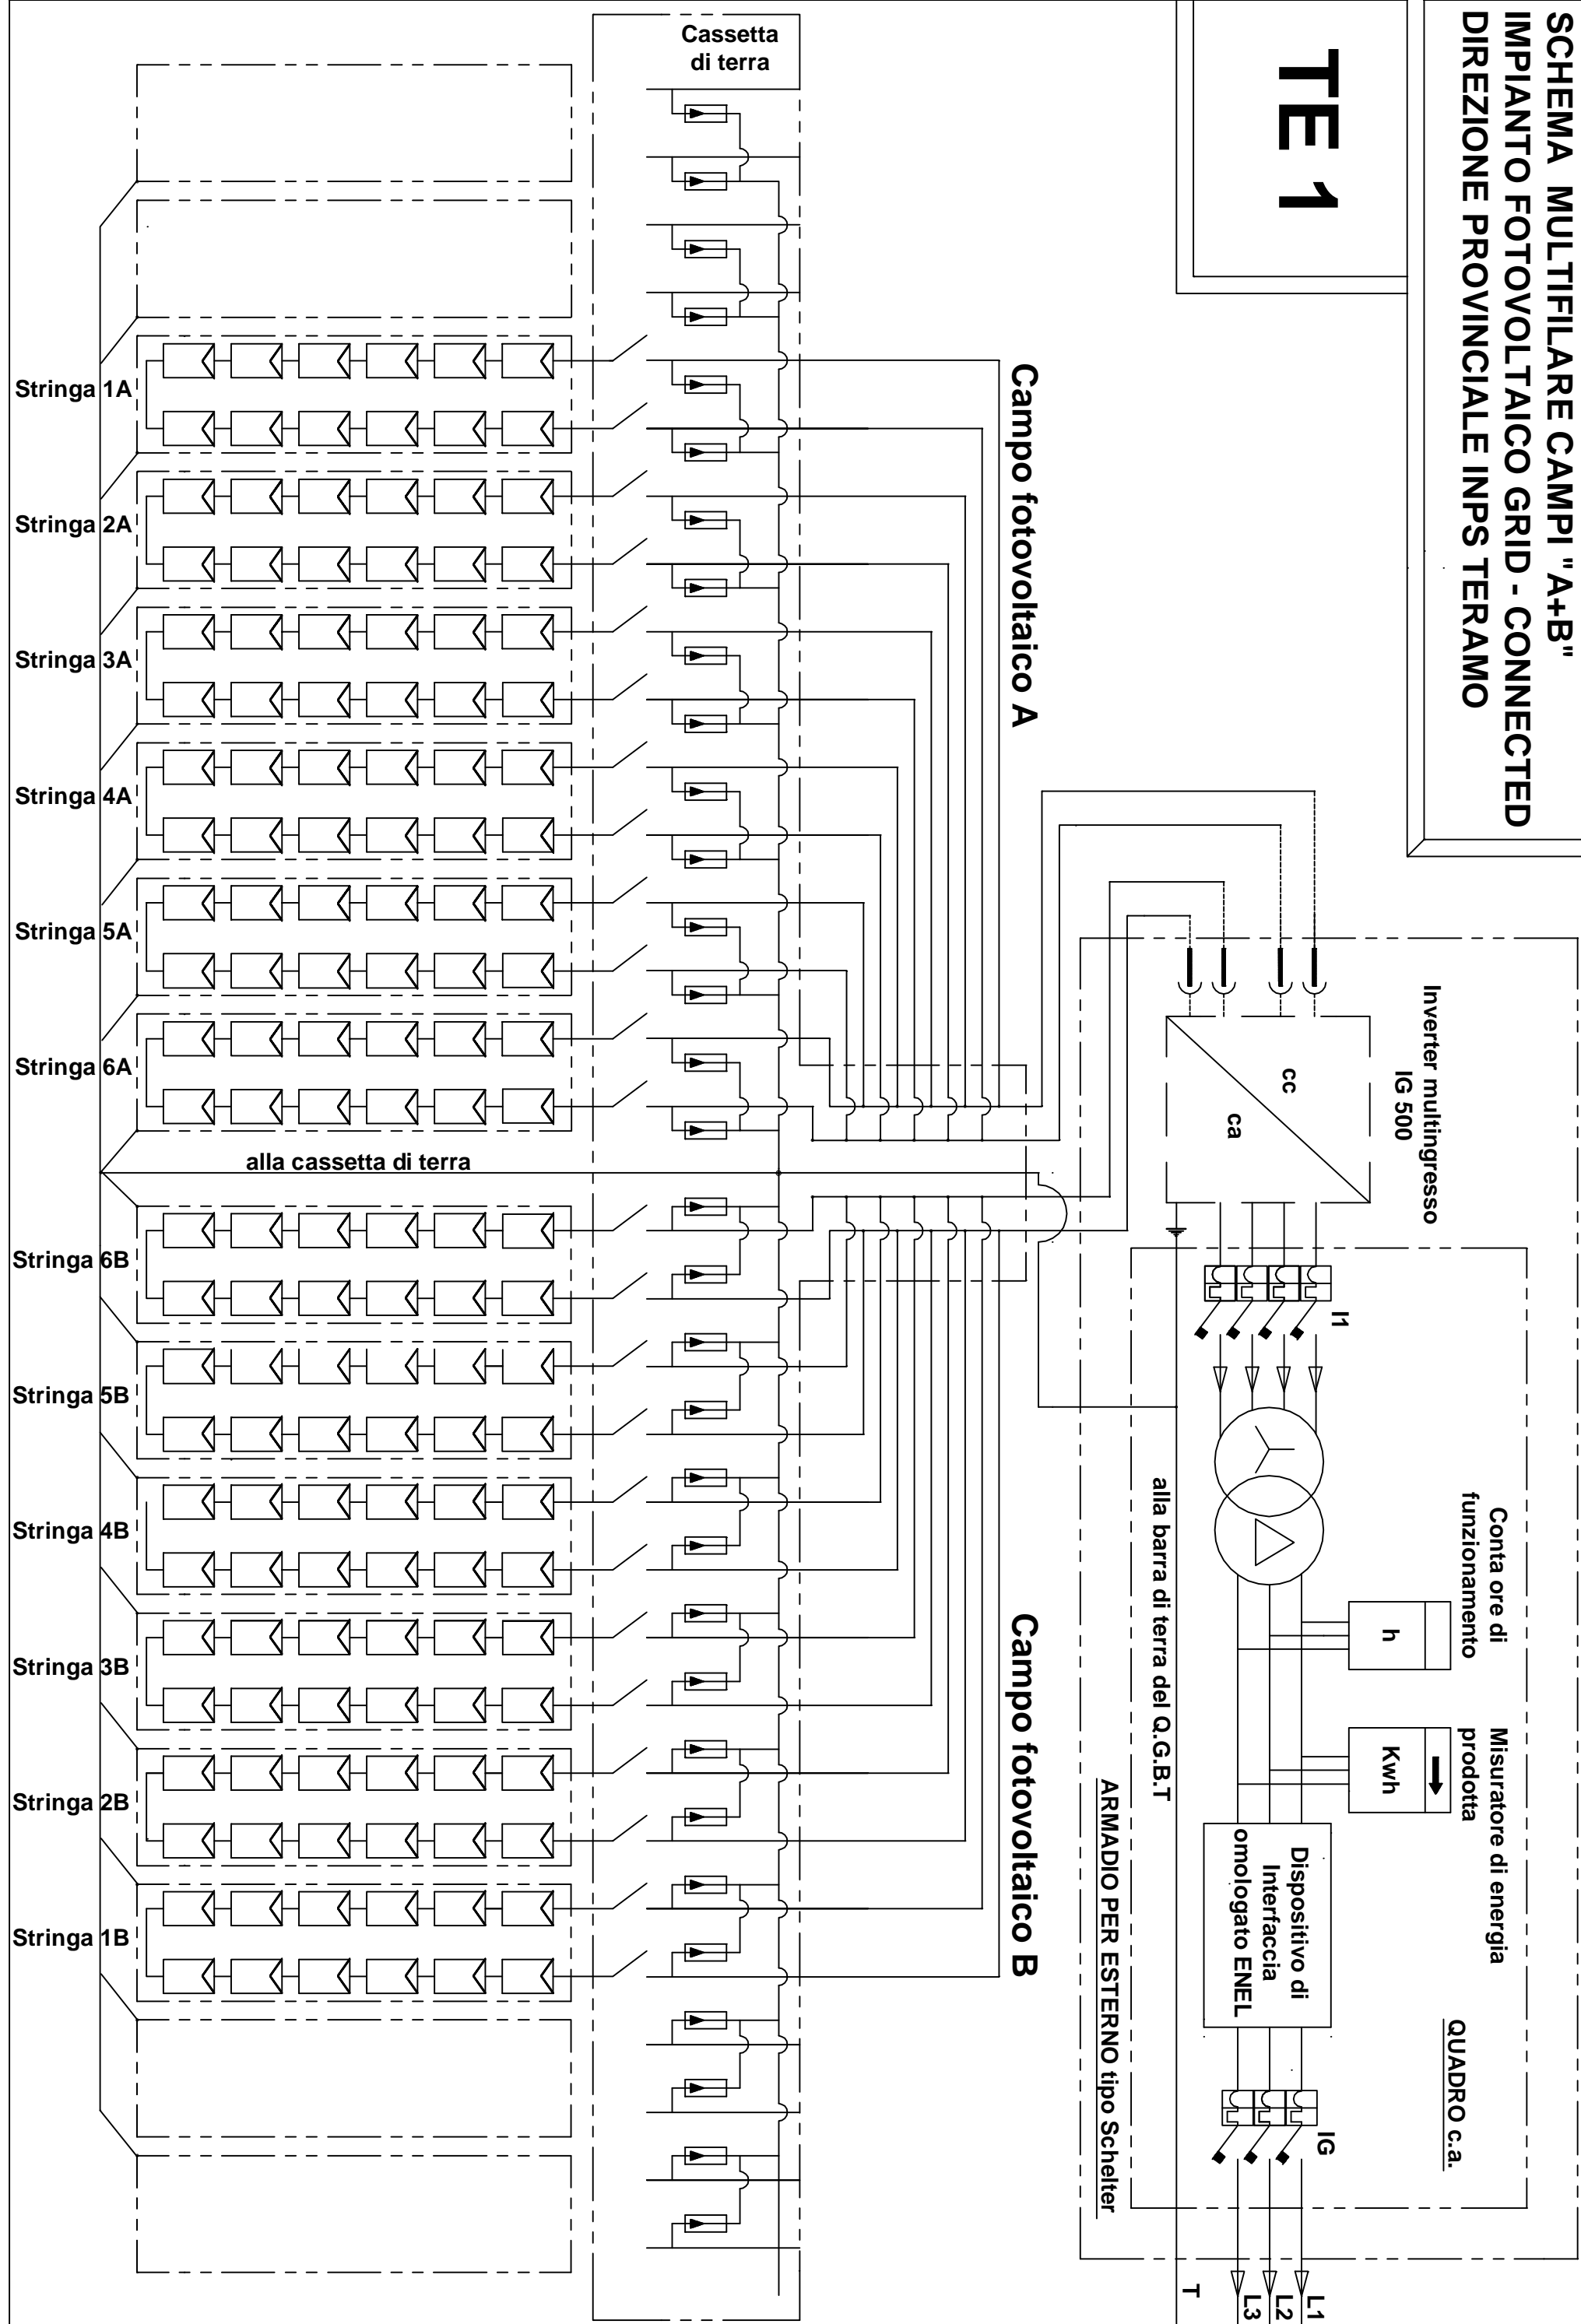 SCHEMA MULTIFILARE CAMPI "A+B"
IMPIANTO FOTOVOLTAICO GRID - CONNECTED
DIREZIONE PROVINCIALE INPS TERAMO
TE 1
Cassetta
di terra
Campo fotovoltaico A
Stringa 1A
Stringa 2A
Stringa 3A
Stringa 4A
Stringa 5A
Stringa 6A
alla cassetta di terra
Stringa 6B
Stringa 5B
Stringa 4B
Stringa 3B
Stringa 2B
Stringa 1B
Campo fotovoltaico B
Inverter multingresso
IG 500
cc
ca
I1
Conta ore di
funzionamento
h
Misuratore di energia
prodotta
Kwh
Dispositivo di
Interfaccia
omologato ENEL
QUADRO c.a.
IG
alla barra di terra del Q.G.B.T
ARMADIO PER ESTERNO tipo Schelter
L1
L2
L3
T